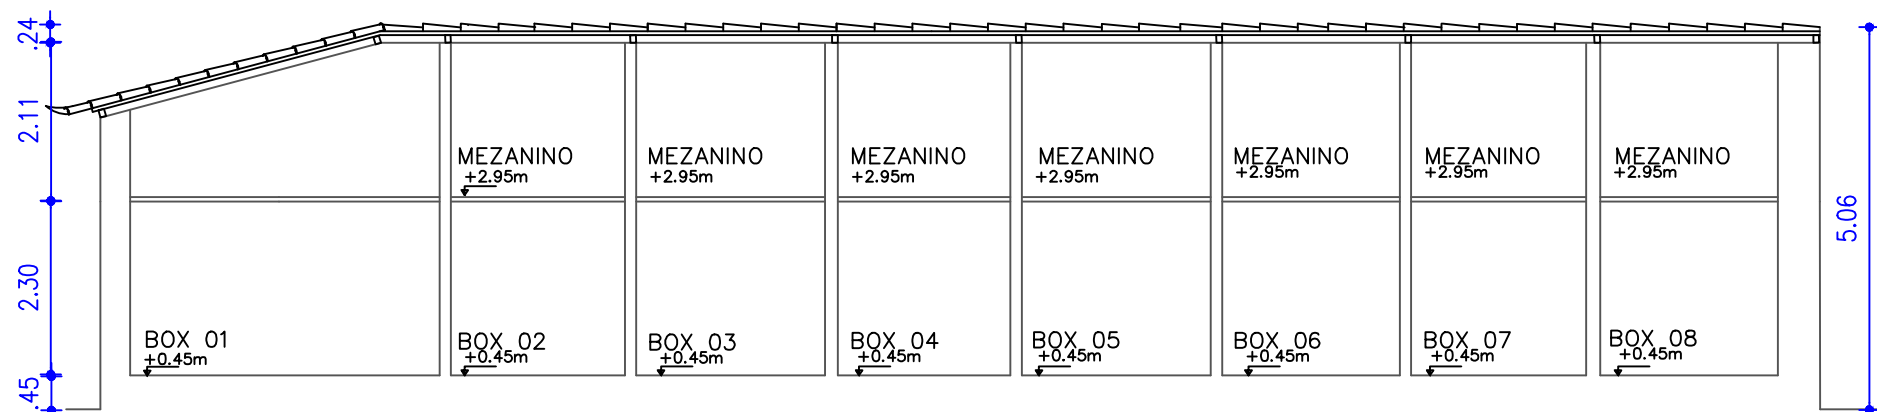 .24
2.11
2.30
.45
MEZANINO
+2.95m
MEZANINO
+2.95m
MEZANINO
+2.95m
MEZANINO
+2.95m
MEZANINO
+2.95m
MEZANINO
+2.95m
MEZANINO
+2.95m
BOX 01
+0.45m
BOX 02
+0.45m
BOX 03
+0.45m
BOX 04
+0.45m
BOX 05
+0.45m
BOX 06
+0.45m
BOX 07
+0.45m
BOX 08
+0.45m
5.06